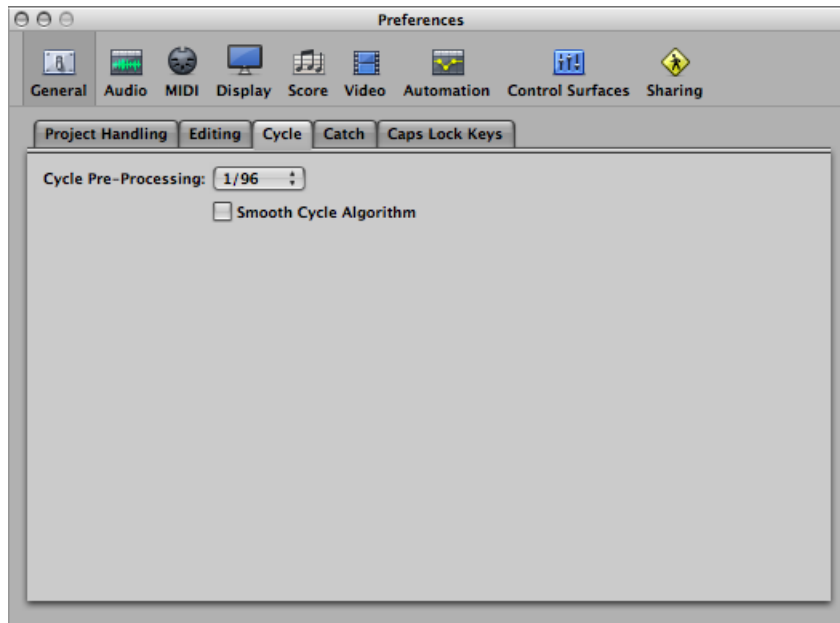 Preferences
General Audio MIDI Display Score Video Automation Control Surfaces Sharing
Project Handling Editing Cycle Catch Caps Lock Keys
Cycle Pre-Processing: 1/96
Smooth Cycle Algorithm